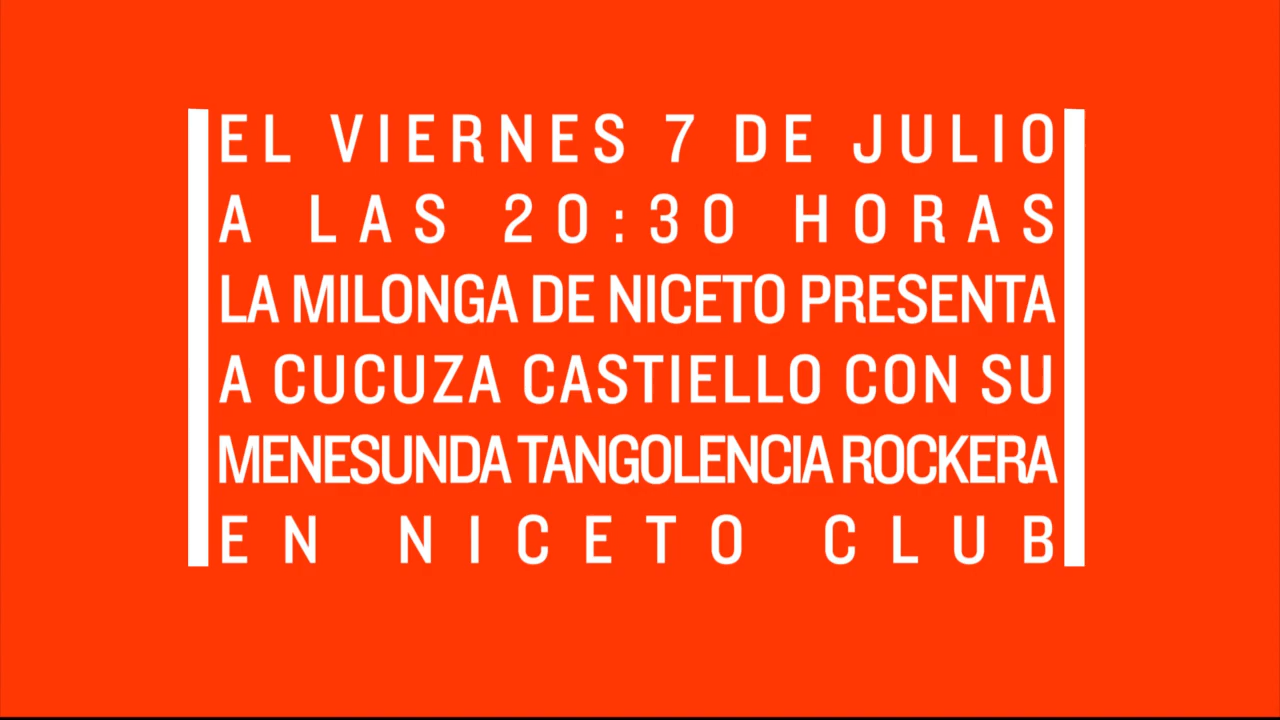 EL VIERNES 7 DE JULIO
A LAS 20:30 HORAS
LA MILONGA DE NICETO PRESENTA
A CUCUZA CASTIELLO CON SU
MENESUNDA TANGOLENCIA ROCKERA
EN NICETO CLUB